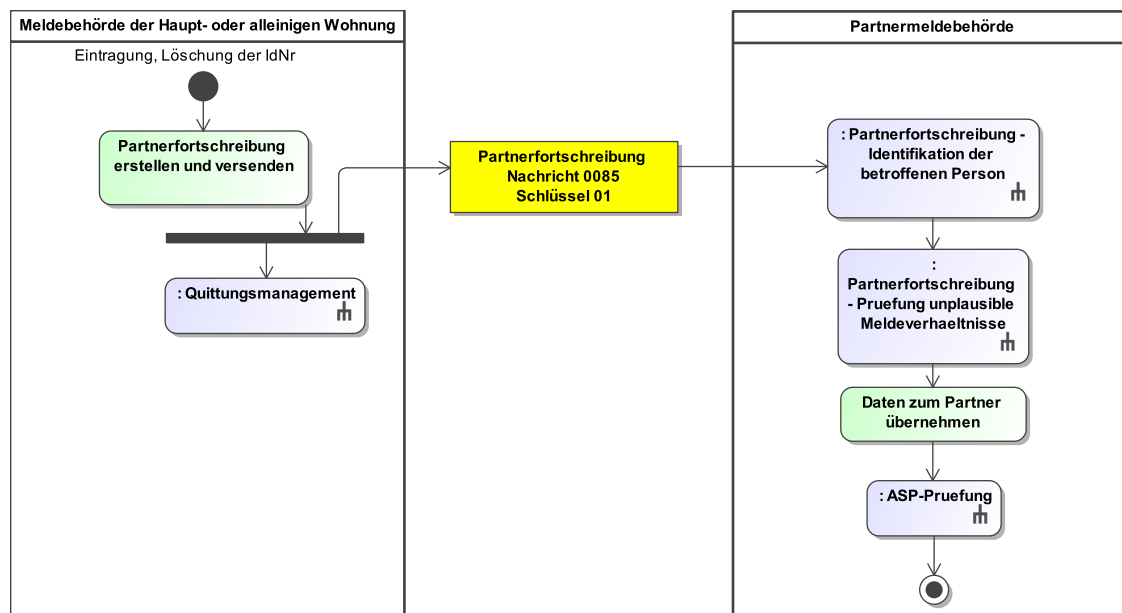 Meldebehörde der Haupt- oder alleinigen Wohnung
Eintragung, Löschung der IdNr
Partnerfortschreibung
erstellen und versenden
: Quittungsmanagement
Partnerfortschreibung
Nachricht 0085
Schlüssel 01
Partnermeldebehörde
: Partnerfortschreibung -
Identifikation der
betroffenen Person
:
Partnerfortschreibung
- Pruefung unplausible
Meldeverhaeltnisse
Daten zum Partner
übernehmen
: ASP-Pruefung